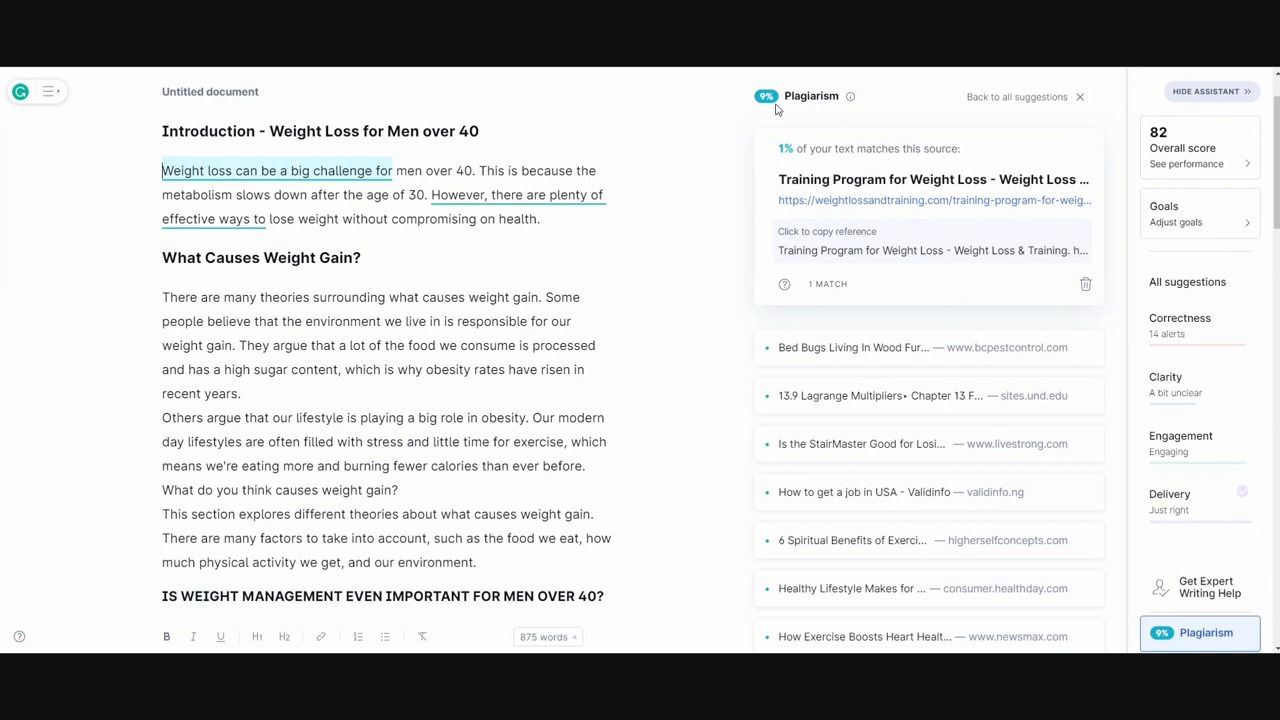 Untitled document
Introduction - Weight Loss for Men over 40
Weight loss can be a big challenge for men over 40. This is because the
metabolism slows down after the age of 30. However, there are plenty of
effective ways to lose weight without compromising on health.
What Causes Weight Gain?
There are many theories surrounding what causes weight gain. Some
people believe that the environment we live in is responsible for our
weight gain. They argue that a lot of the food we consume is processed
and has a high sugar content, which is why obesity rates have risen in
recent years.
Others argue that our lifestyle is playing a big role in obesity. Our modern
day lifestyles are often filled with stress and little time for exercise, which
means we're eating more and burning fewer calories than ever before.
What do you think causes weight gain?
This section explores different theories about what causes weight gain.
There are many factors to take into account, such as the food we eat, how
much physical activity we get, and our environment.
IS WEIGHT MANAGEMENT EVEN IMPORTANT FOR MEN OVER 40?
B I U H1 H2
875 words
9% Plagiarism
Back to all suggestions
1% of your text matches this source:
Training Program for Weight Loss - Weight Loss ...
https://weightlossandtraining.com/training-program-for-weig...
Click to copy reference
Training Program for Weight Loss - Weight Loss & Training. h...
1 MATCH
Bed Bugs Living In Wood Fur... — www.bcpestcontrol.com
13.9 Lagrange Multipliers‣ Chapter 13 F... — sites.und.edu
Is the StairMaster Good for Losi... — www.livestrong.com
How to get a job in USA - Validinfo — validinfo.ng
6 Spiritual Benefits of Exerci... — higherselfconcepts.com
Healthy Lifestyle Makes for ... — consumer.healthday.com
How Exercise Boosts Heart Healt... — www.newsmax.com
HIDE ASSISTANT
82
Overall score
See performance
Goals
Adjust goals
All suggestions
Correctness
14 alerts
Clarity
A bit unclear
Engagement
Engaging
Delivery
Just right
Get Expert
Writing Help
9% Plagiarism